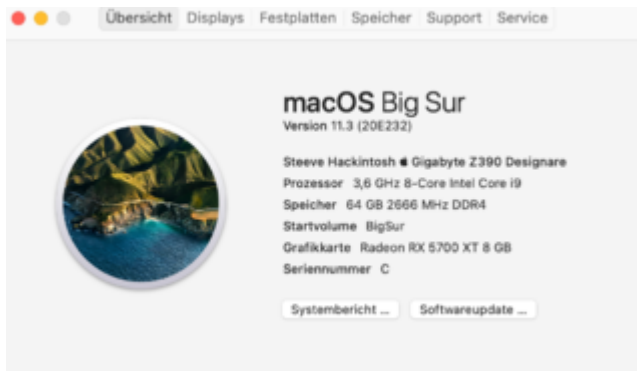 Übersicht Displays Festplatten Speicher Support Service
macOS Big Sur
Version 11.3 (20E232)
Steeve Hackintosh  Gigabyte Z390 Designare
Prozessor 3,6 GHz 8-Core Intel Core i9
Speicher 64 GB 2666 MHz DDR4
Startvolume BigSur
Grafikkarte Radeon RX 5700 XT 8 GB
Seriennummer C
Systembericht ... Softwareupdate ...